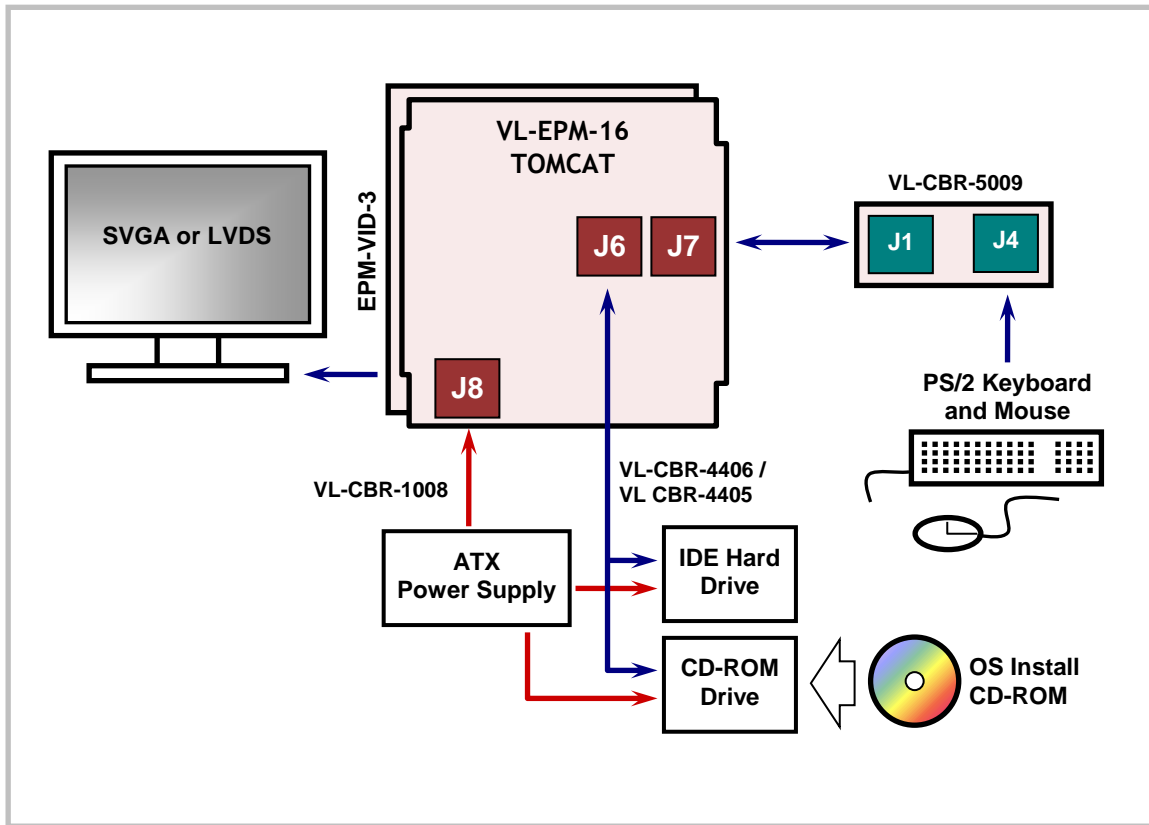 VL-EPM-16
TOMCAT
EPM-VID-3
SVGA or LVDS
J6
J7
J8
VL-CBR-5009
J1
J4
PS/2 Keyboard
and Mouse
VL-CBR-1008
VL-CBR-4406 /
VL CBR-4405
ATX
Power Supply
IDE Hard
Drive
CD-ROM
Drive
OS Install
CD-ROM